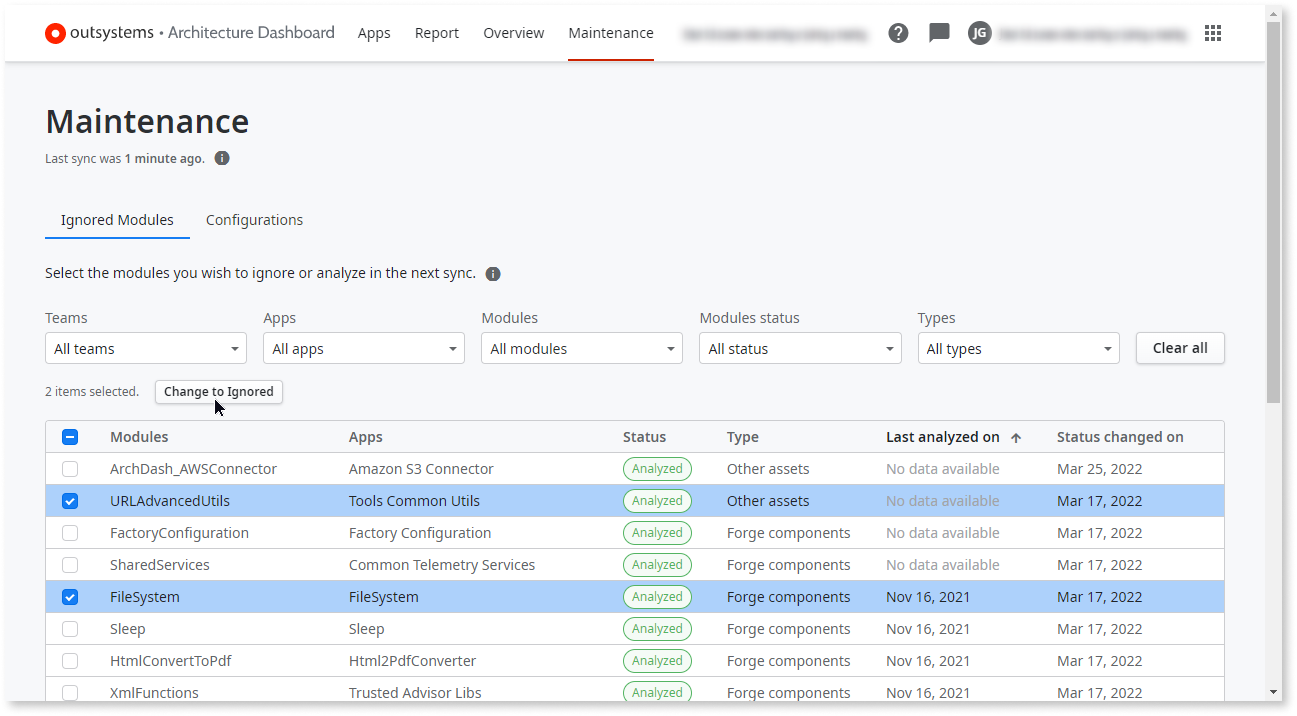 outsystems • Architecture Dashboard Apps Report Overview Maintenance ? JG
Maintenance
Last sync was 1 minute ago. i
Ignored Modules Configurations
Select the modules you wish to ignore or analyze in the next sync. i
Teams Apps Modules Modules status Types
All teams All apps All modules All status All types Clear all
2 items selected. Change to Ignored
Modules Apps Status Type Last analyzed on ↑ Status changed on
ArchDash_AWSConnector Amazon S3 Connector Analyzed Other assets No data available Mar 25, 2022
URLAdvancedUtils Tools Common Utils Analyzed Other assets No data available Mar 17, 2022
FactoryConfiguration Factory Configuration Analyzed Forge components No data available Mar 17, 2022
SharedServices Common Telemetry Services Analyzed Forge components No data available Mar 17, 2022
FileSystem FileSystem Analyzed Forge components Nov 16, 2021 Mar 17, 2022
Sleep Sleep Analyzed Forge components Nov 16, 2021 Mar 17, 2022
HtmlConvertToPdf Html2PdfConverter Analyzed Forge components Nov 16, 2021 Mar 17, 2022
XmlFunctions Trusted Advisor Libs Analyzed Forge components Nov 16, 2021 Mar 17, 2022